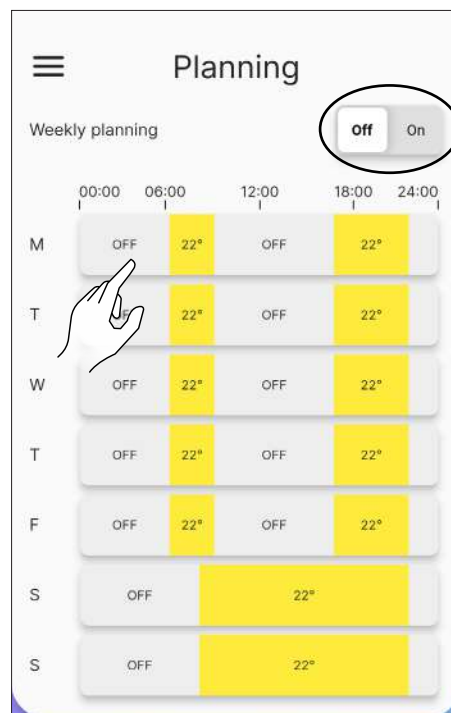 Planning
Weekly planning Off On
00:00 06:00 12:00 18:00 24:00
M OFF 22° OFF 22°
T 22° OFF 22°
W OFF 22° OFF 22°
T OFF 22° OFF 22°
F OFF 22° OFF 22°
S OFF 22°
S OFF 22°